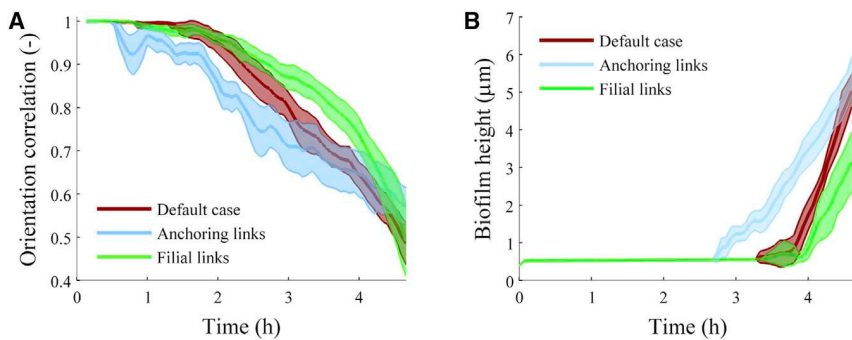 A
Orientation correlation (-)
1
0.9
0.8
0.7
0.6
0.5
0.4
Default case
Anchoring links
Filial links
0 1 2 3 4
Time (h)
B
Biofilm height (μm)
7
6
5
4
3
2
1
0
Default case
Anchoring links
Filial links
0 1 2 3 4
Time (h)